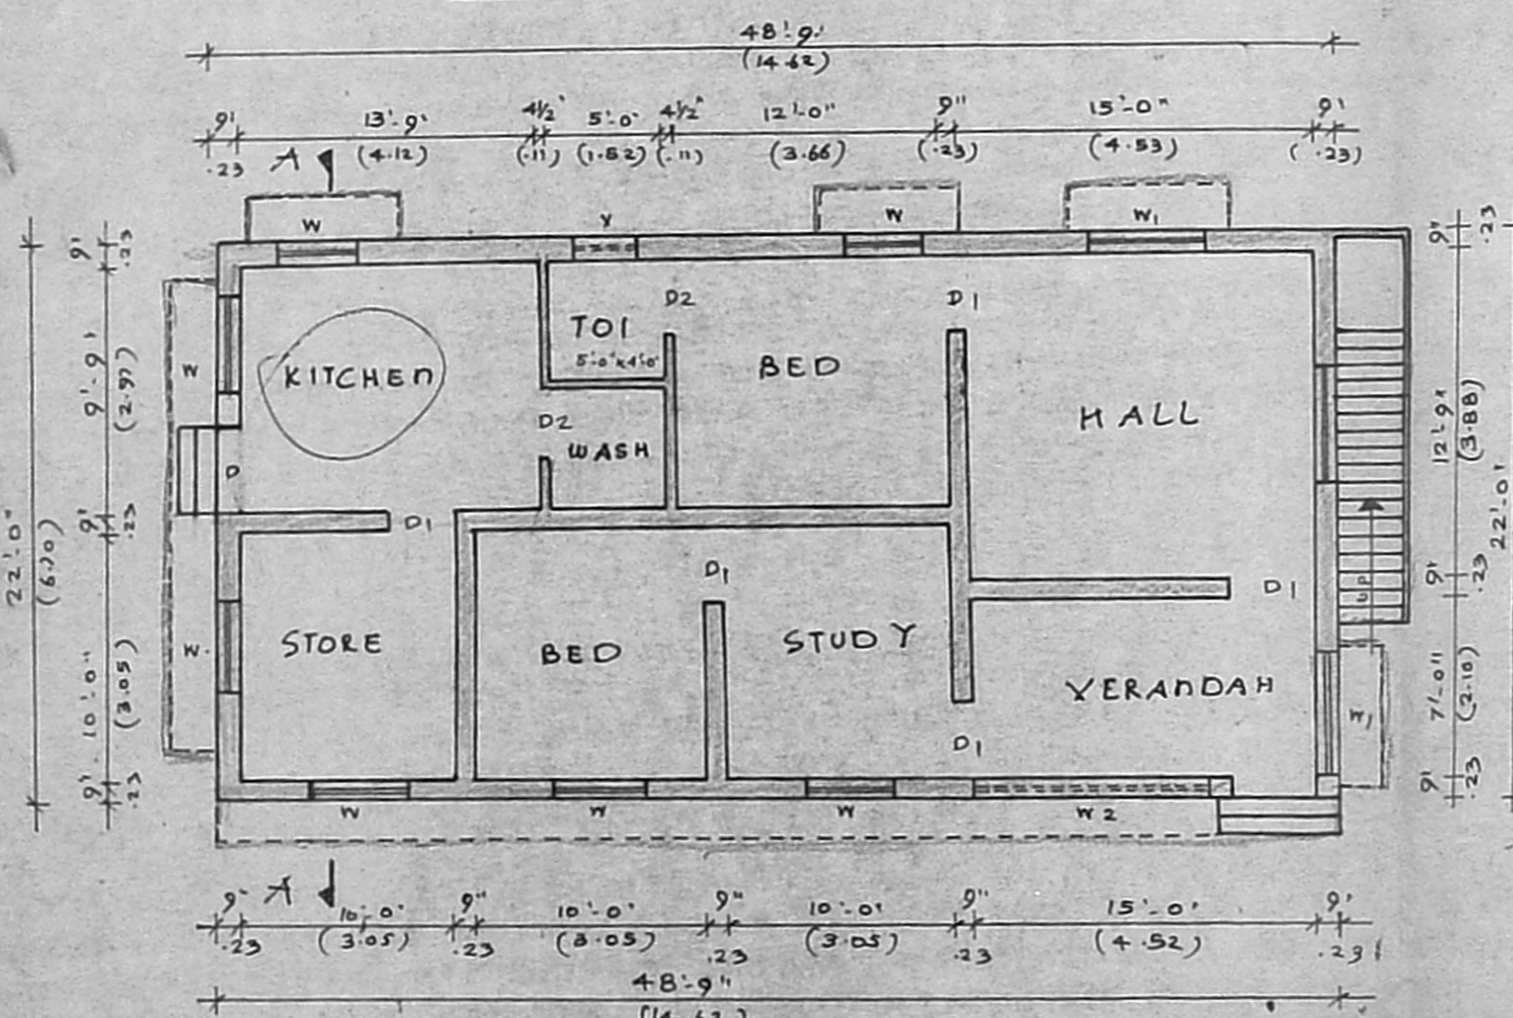 48'-9'
(14.62)
9' 13'-9' 4½' 5'-0' 4½" 12'-0" 9" 15'-0" 9'
.23 (4.12) (.11) (1.52) (.11) (3.66) (.23) (4.53) (.23)
A
W V W W1
9' .23
9' .23
D2 D1
TOI
5'-0"x4'-0'
KITCHEN
BED
HALL
W
9'-9' (2.97)
12'-9" (3.88)
D2
WASH
D
22'-0" (6.70)
9' .23
D1
22'-0'
D1
9' .23
D1
UP
STORE
BED
STUDY
VERANDAH
W
10'-0" (3.05)
7'-0" (2.10)
W1
D1
9' .23
9' .23
W W W W2
A
9' 10'-0' 9" 10'-0' 9" 10'-0' 9" 15'-0' 9'
.23 (3.05) .23 (3.05) .23 (3.05) .23 (4.52) .23
48'-9"
(14.62)